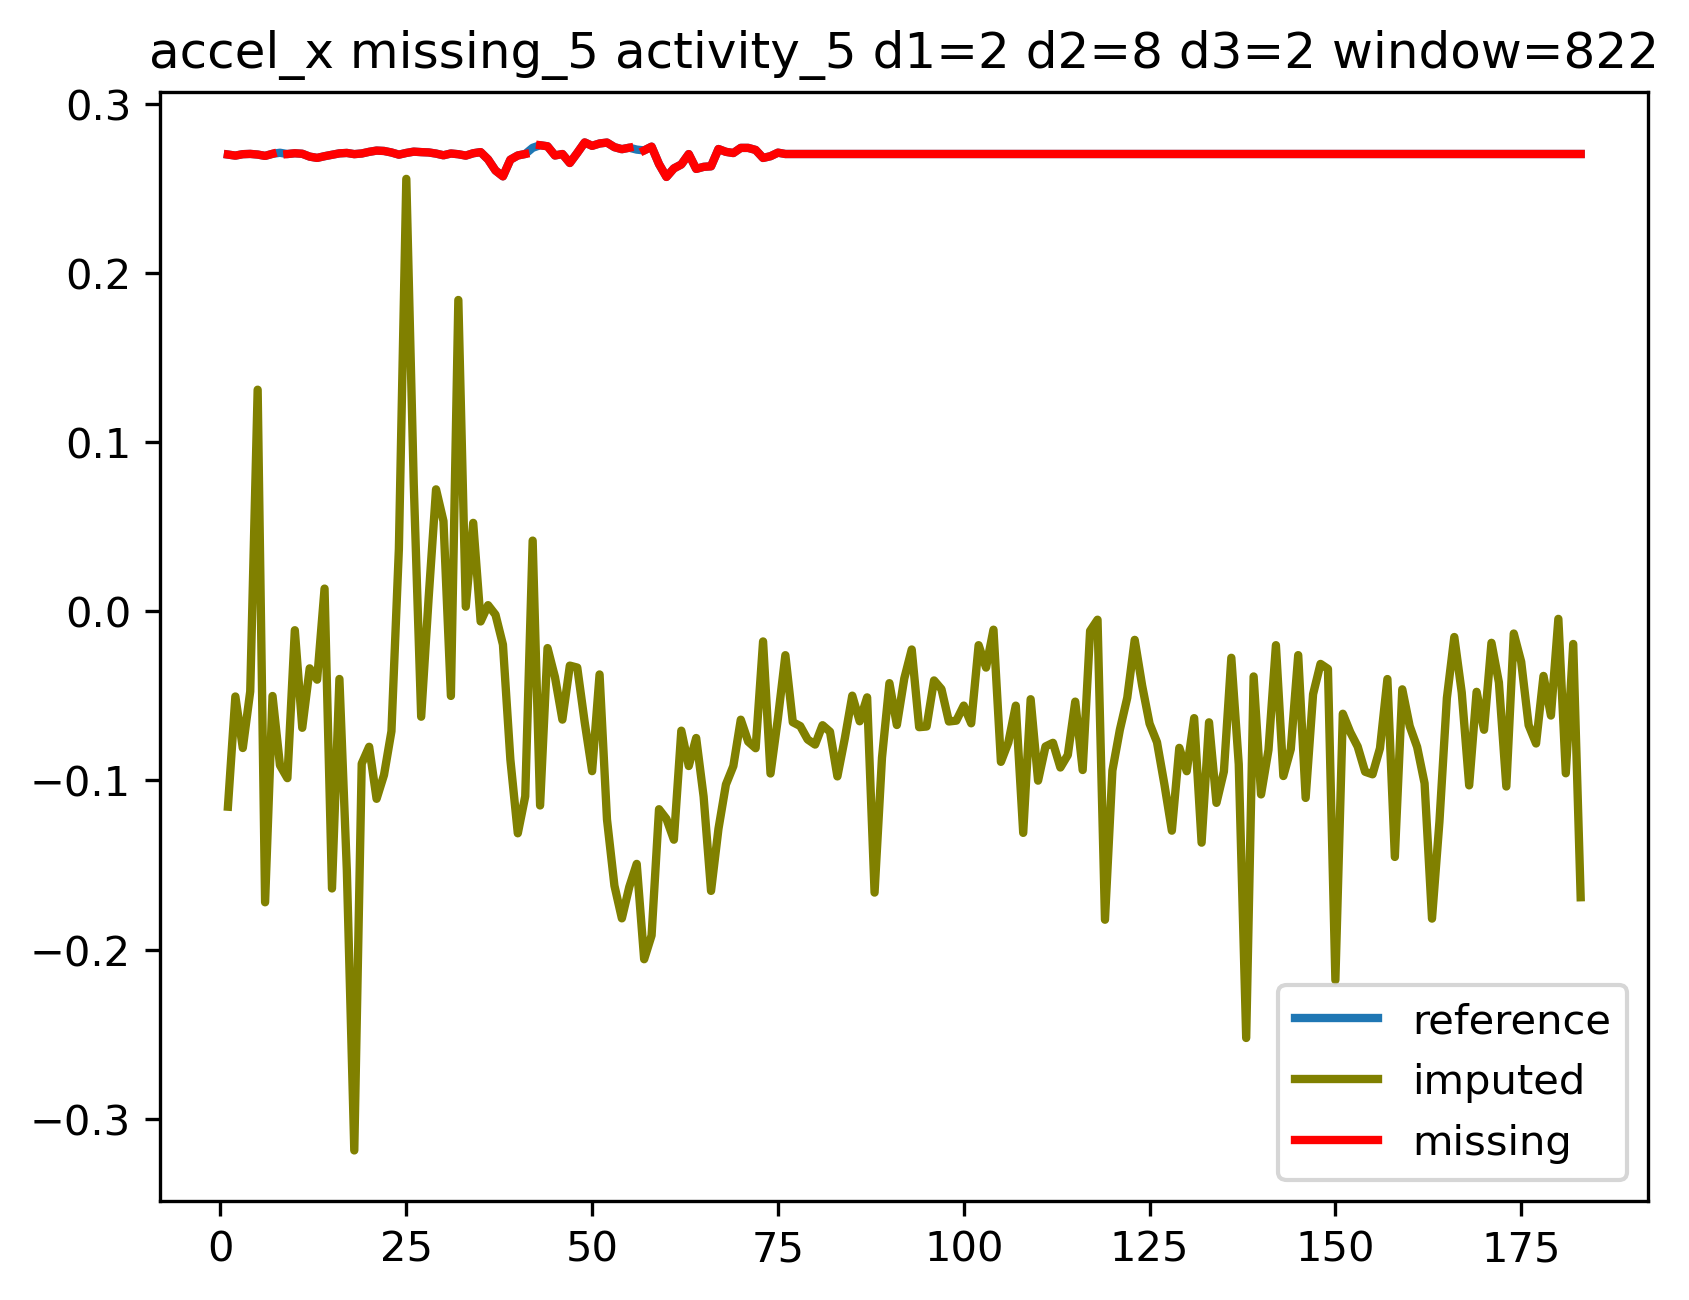 accel_x missing_5 activity_5 d1=2 d2=8 d3=2 window=822
0.3
0.2
0.1
0.0
−0.1
−0.2
−0.3
0 25 50 75 100 125 150 175
reference
imputed
missing